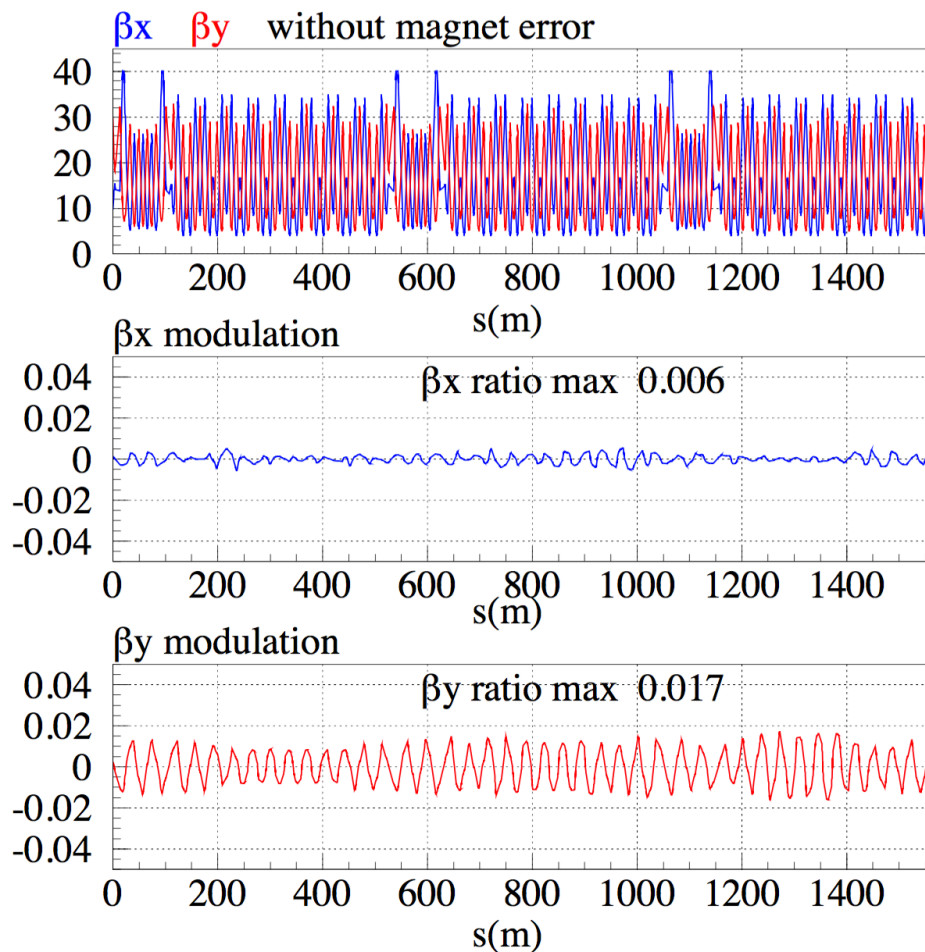 βx βy without magnet error
40
30
20
10
0
0 200 400 600 800 1000 1200 1400
s(m)
βx modulation
βx ratio max 0.006
0.04
0.02
0
-0.02
-0.04
0 200 400 600 800 1000 1200 1400
s(m)
βy modulation
βy ratio max 0.017
0.04
0.02
0
-0.02
-0.04
0 200 400 600 800 1000 1200 1400
s(m)